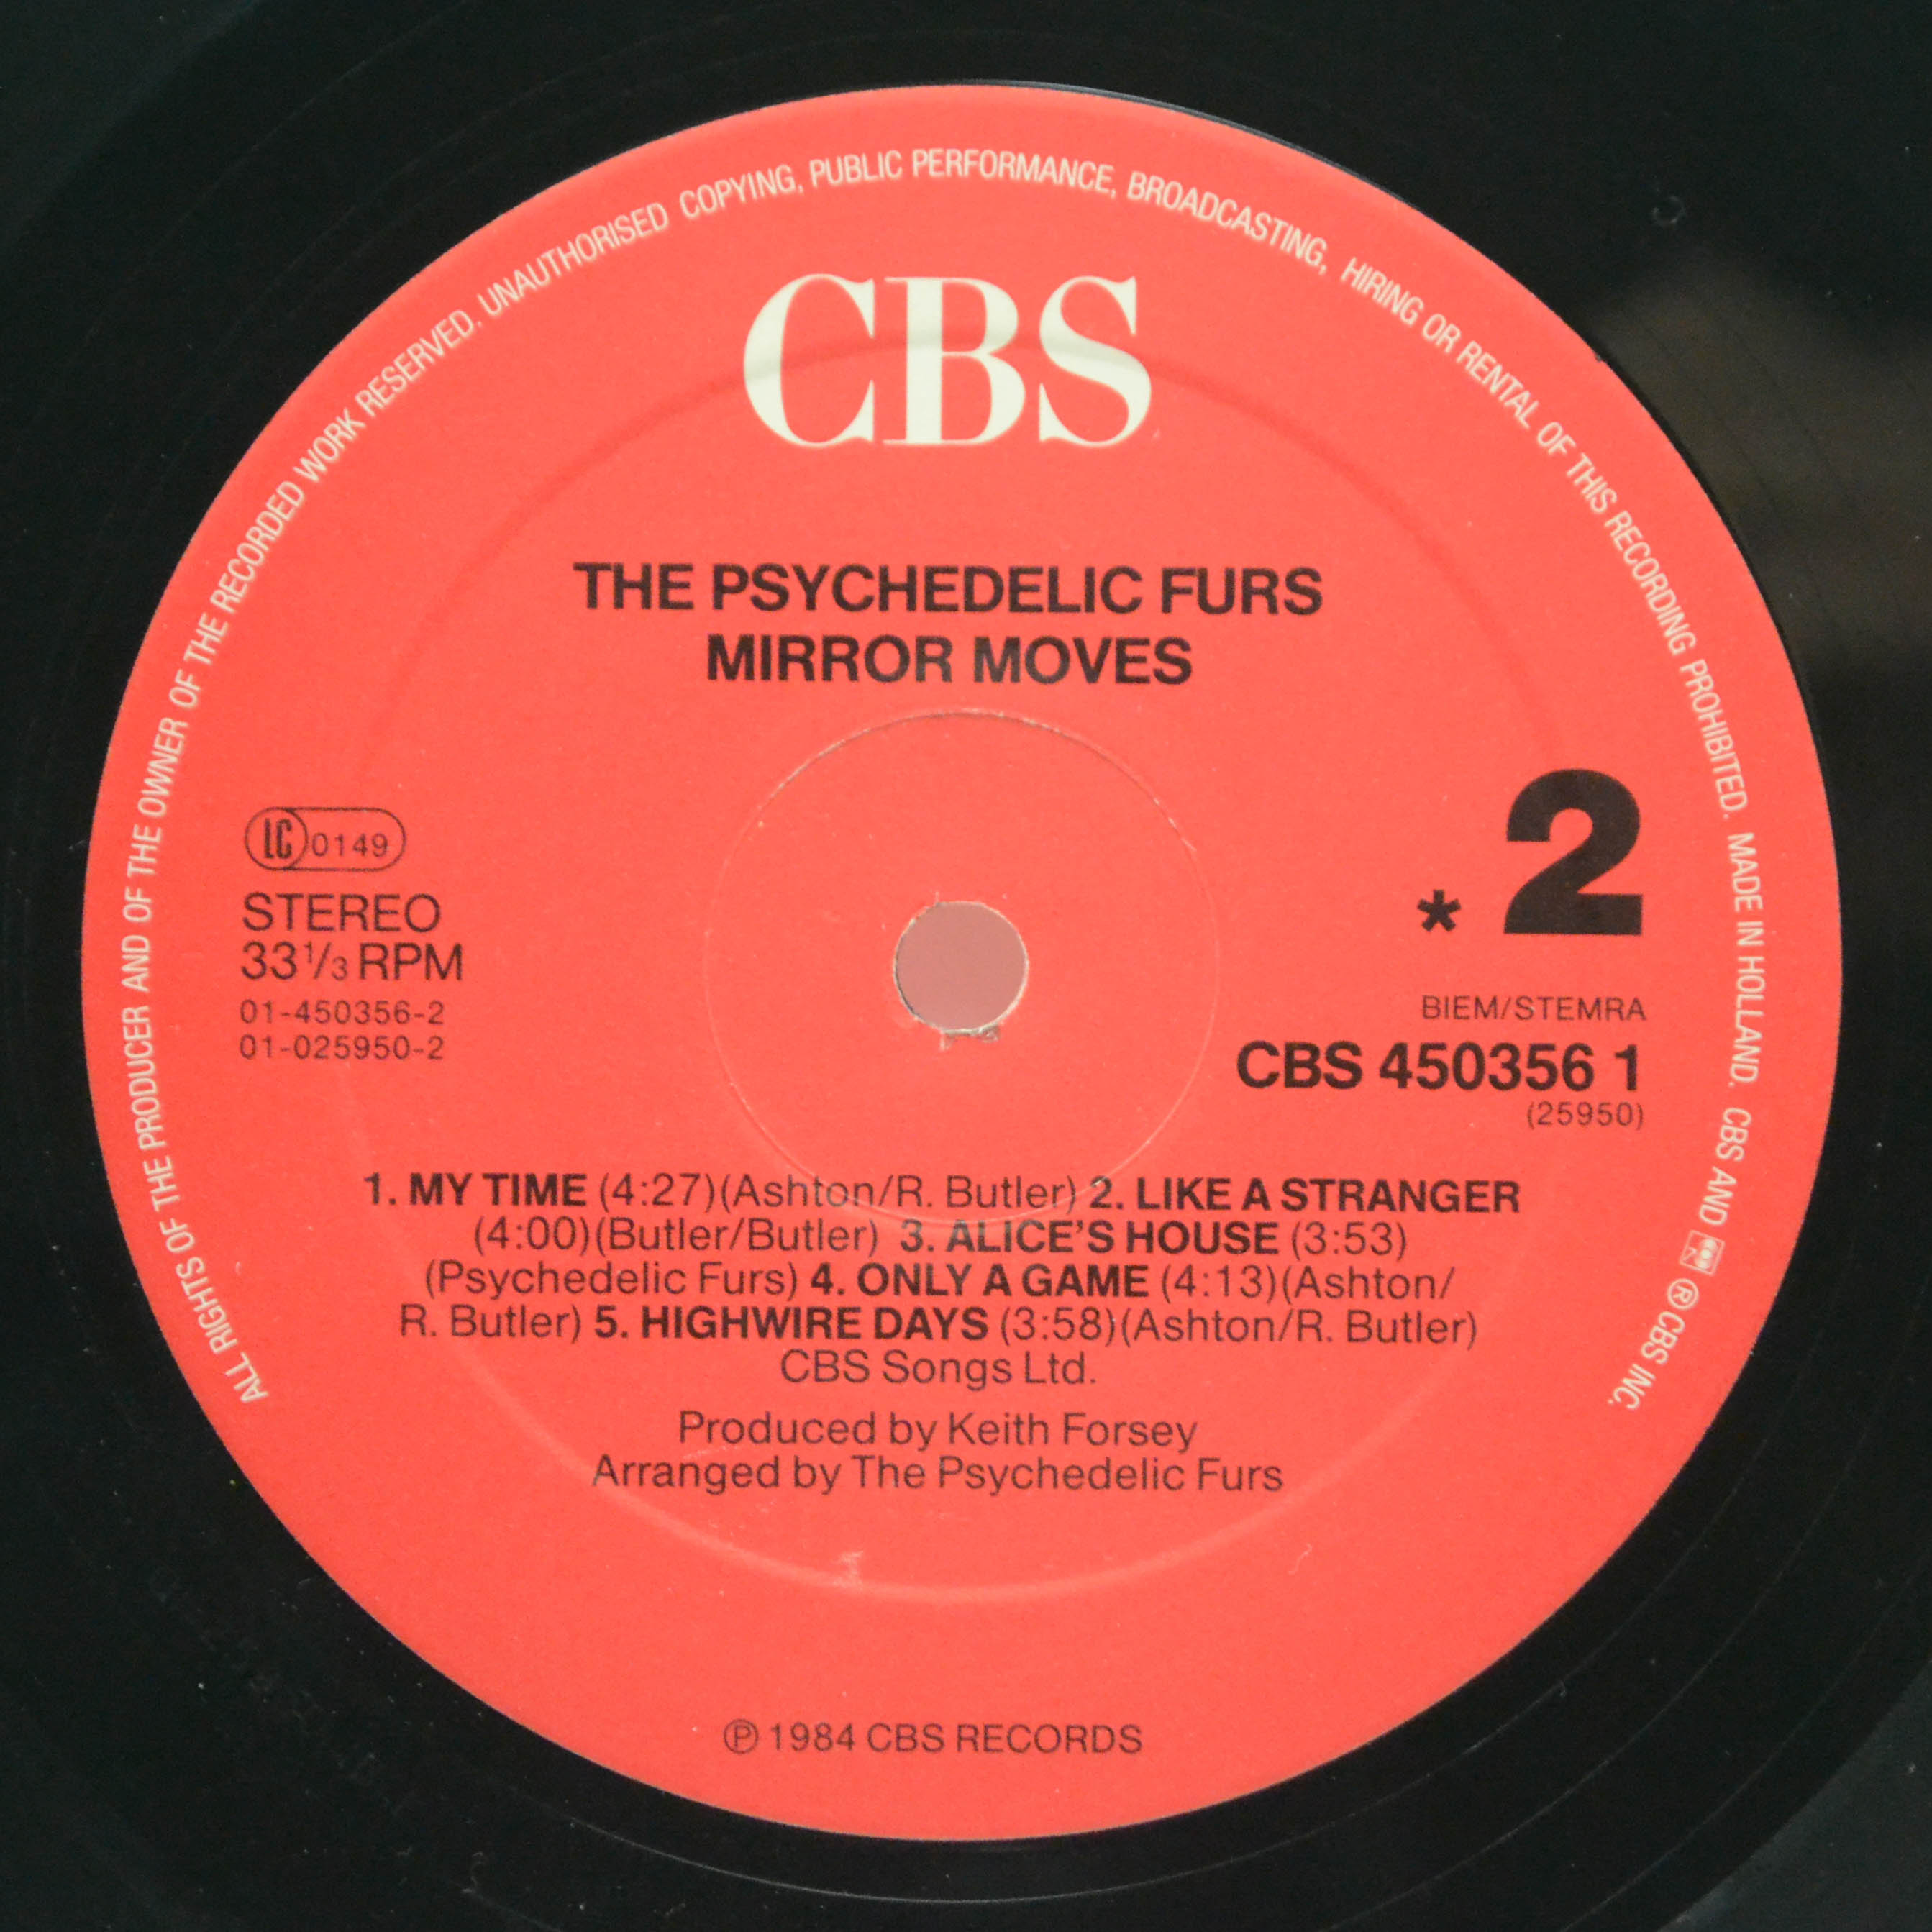 ALL RIGHTS OF THE PRODUCER AND OF THE OWNER OF THE RECORDED WORK RESERVED. UNAUTHORISED COPYING, PUBLIC PERFORMANCE, BROADCASTING, HIRING OR RENTAL OF THIS RECORDING PROHIBITED. MADE IN HOLLAND. CBS AND ® CBS INC.
CBS
THE PSYCHEDELIC FURS
MIRROR MOVES
LC 0149
STEREO
33 1/3 RPM
01-450356-2
01-025950-2
* 2
BIEM/STEMRA
CBS 450356 1
(25950)
1. MY TIME (4:27)(Ashton/R. Butler) 2. LIKE A STRANGER
(4:00)(Butler/Butler) 3. ALICE'S HOUSE (3:53)
(Psychedelic Furs) 4. ONLY A GAME (4:13)(Ashton/
R. Butler) 5. HIGHWIRE DAYS (3:58)(Ashton/R. Butler)
CBS Songs Ltd.
Produced by Keith Forsey
Arranged by The Psychedelic Furs
℗ 1984 CBS RECORDS